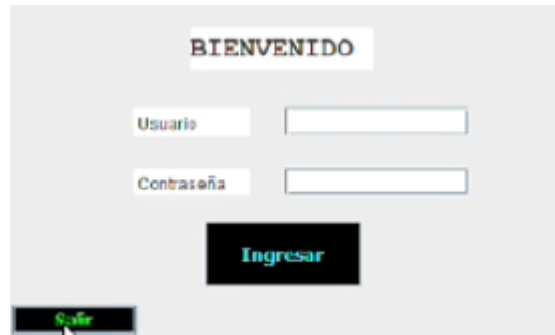 BIENVENIDO
Usuario
Contraseña
Ingresar
Salir